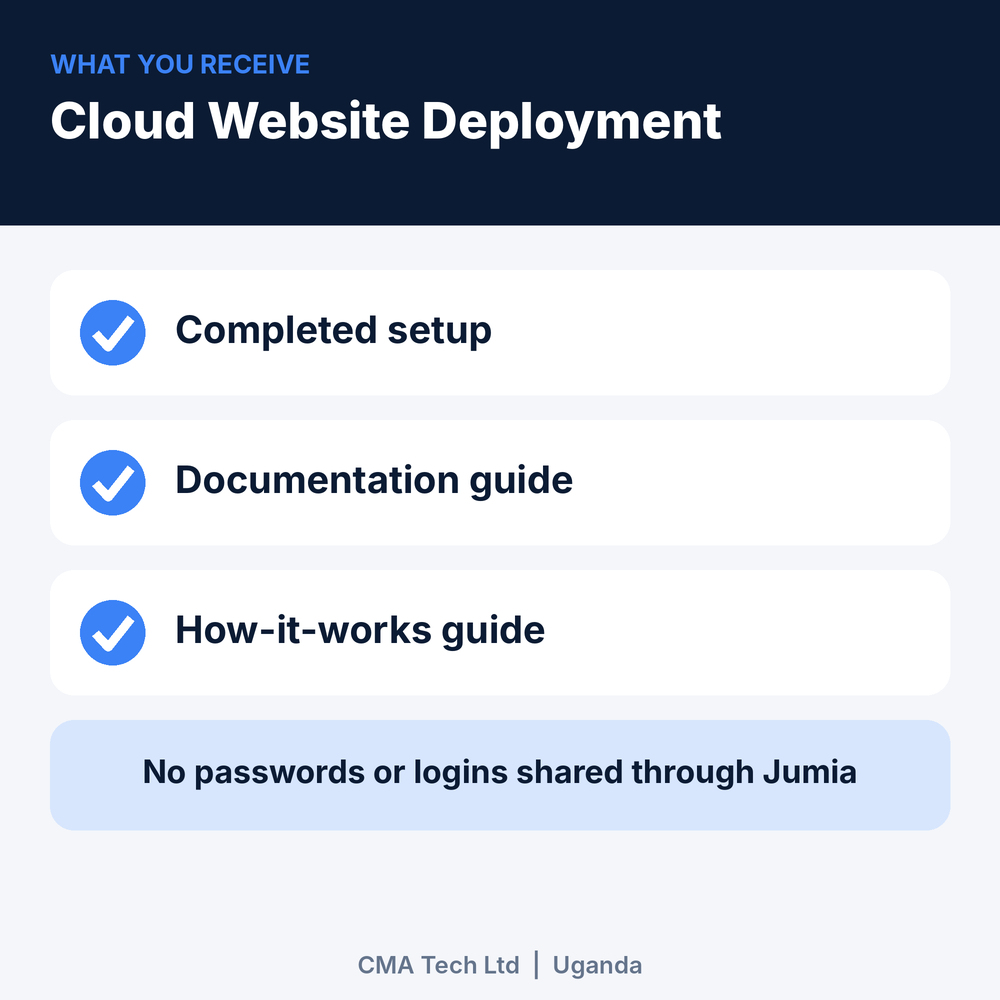 WHAT YOU RECEIVE
Cloud Website Deployment
Completed setup
Documentation guide
How-it-works guide
No passwords or logins shared through Jumia
CMA Tech Ltd | Uganda